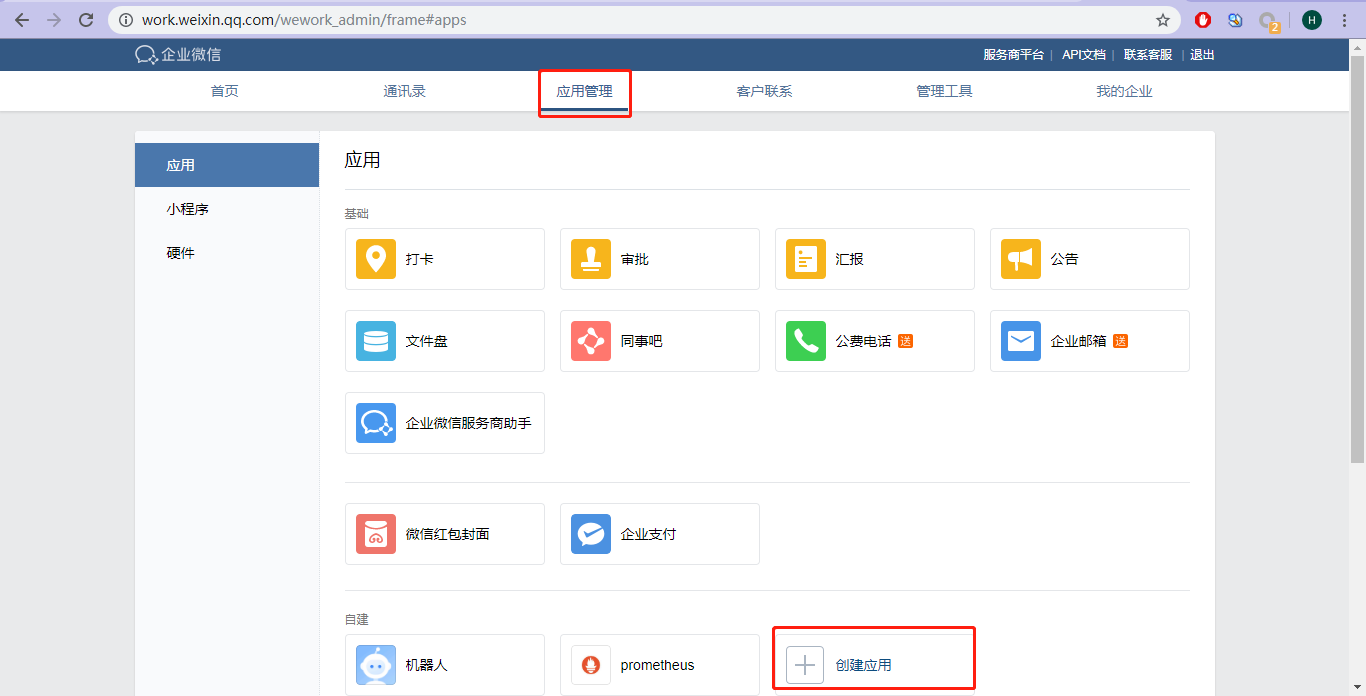 work.weixin.qq.com/wework_admin/frame#apps
2
H
企业微信
服务商平台 | API文档 | 联系客服 | 退出
首页 通讯录 应用管理 客户联系 管理工具 我的企业
应用
小程序
硬件
应用
基础
打卡 审批 汇报 公告
文件盘 同事吧 公费电话 送 企业邮箱 送
企业微信服务商助手
微信红包封面 企业支付
自建
机器人 prometheus 创建应用